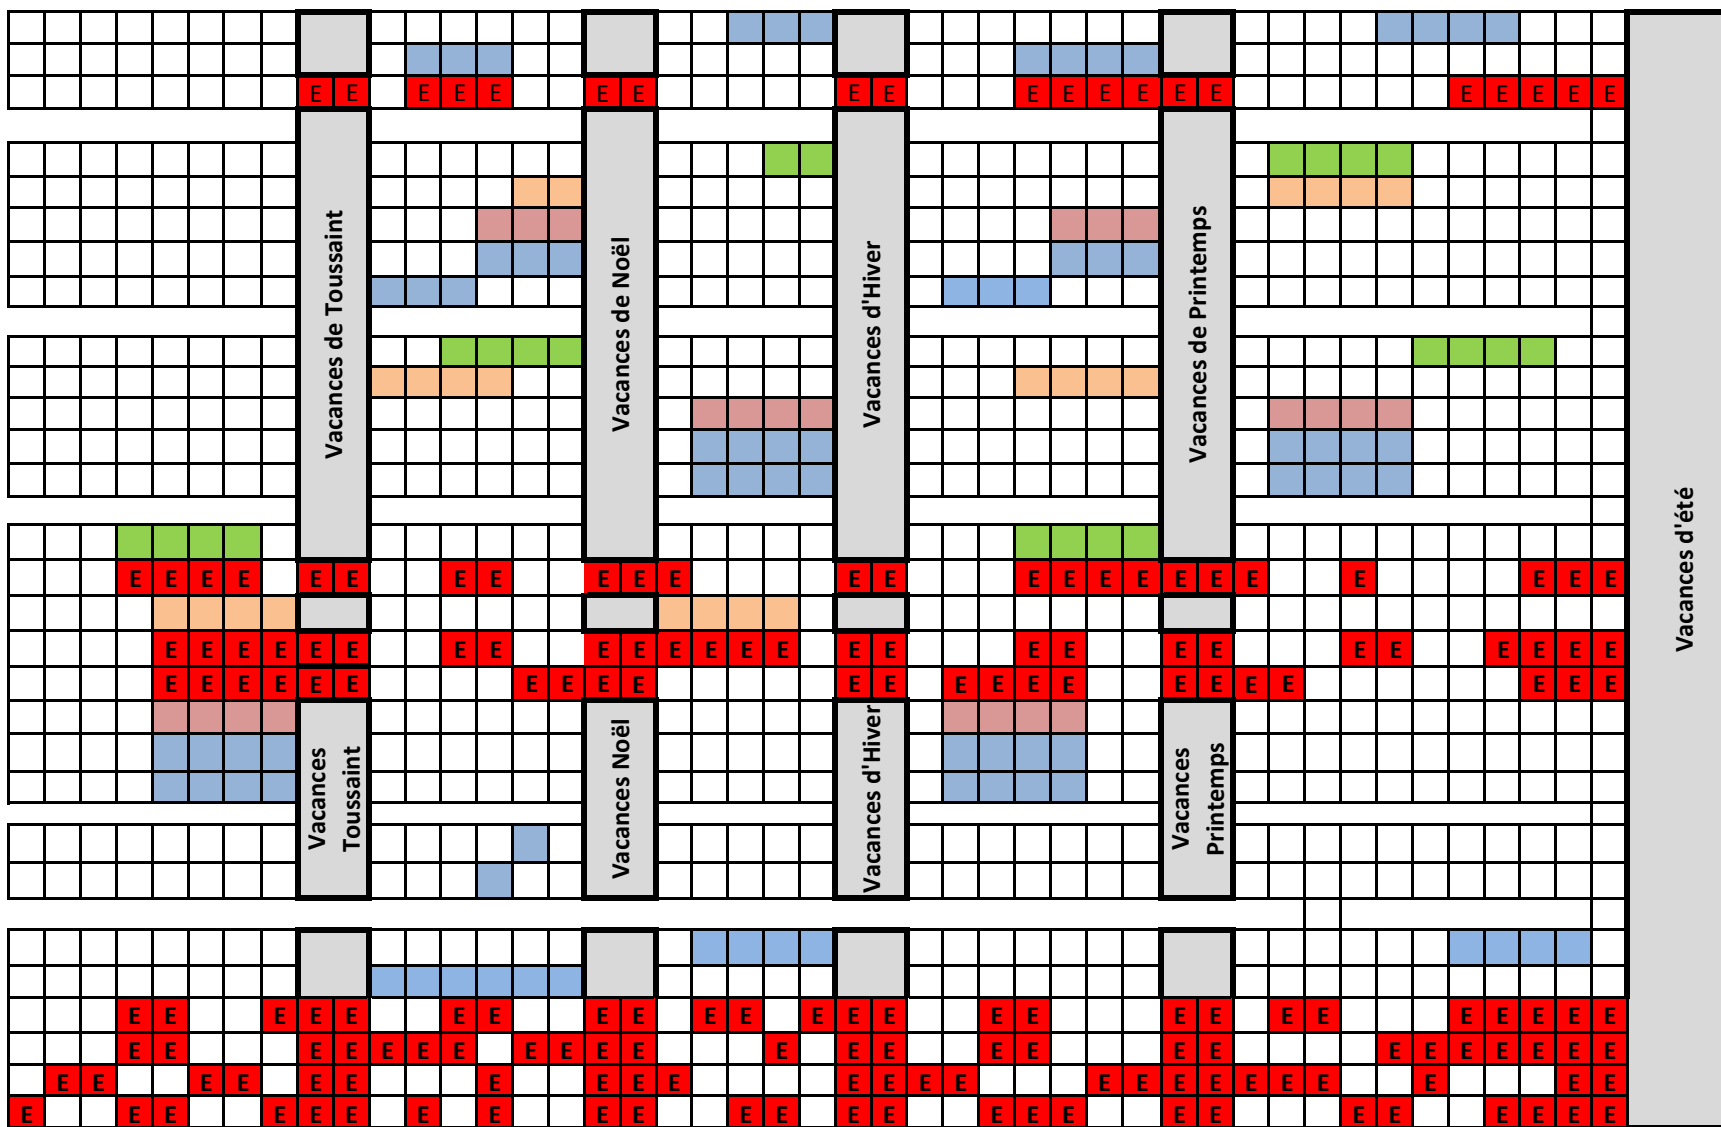 E E E E E E E E E E E E E E E E E E E E
Vacances de Toussaint
Vacances de Noël
Vacances d'Hiver
Vacances de Printemps
Vacances d'été
E E E E E E E E E E E E E E E E E E E E E E E E E E
E E E E E E E E E E E E E E E E E E E E E E E E E E
E E E E E E E E E E E E E E E E E E E E E E E
Vacances
Toussaint
Vacances Noël
Vacances d'Hiver
Vacances
Printemps
E E E E E E E E E E E E E E E E E E E E E E E E E E
E E E E E E E E E E E E E E E E E E E E E E E E E E
E E E E E E E E E E E E E E E E E E E E E E E E E E
E E E E E E E E E E E E E E E E E E E E E E E E E